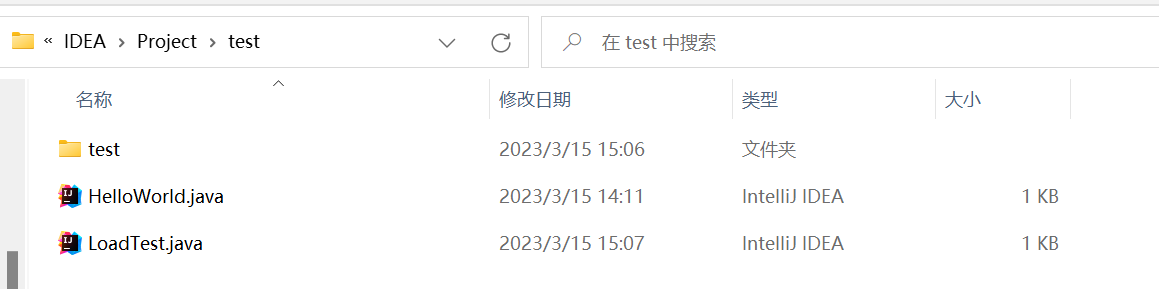 « IDEA > Project > test 在 test 中搜索
名称 修改日期 类型 大小
test 2023/3/15 15:06 文件夹
HelloWorld.java 2023/3/15 14:11 IntelliJ IDEA 1 KB
LoadTest.java 2023/3/15 15:07 IntelliJ IDEA 1 KB